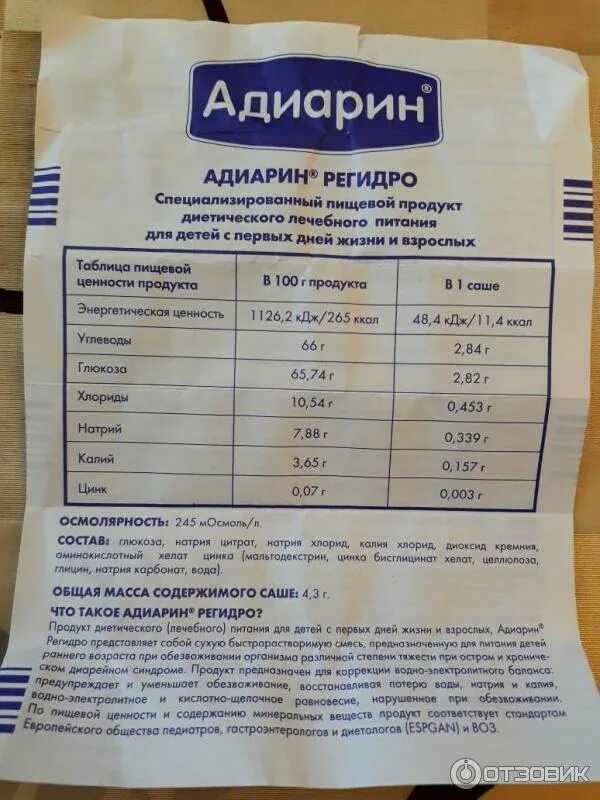 Адиарин®
АДИАРИН® РЕГИДРО
Специализированный пищевой продукт
диетического лечебного питания
для детей с первых дней жизни и взрослых
Таблица пищевой ценности продукта | В 100 г продукта | В 1 саше
Энергетическая ценность | 1126,2 кДж/265 ккал | 48,4 кДж/11,4 ккал
Углеводы | 66 г | 2,84 г
Глюкоза | 65,74 г | 2,82 г
Хлориды | 10,54 г | 0,453 г
Натрий | 7,88 г | 0,339 г
Калий | 3,65 г | 0,157 г
Цинк | 0,07 г | 0,003 г
ОСМОЛЯРНОСТЬ: 245 мОсмоль/л.
СОСТАВ: глюкоза, натрия цитрат, натрия хлорид, калия хлорид, диоксид кремния,
аминокислотный хелат цинка (мальтодекстрин, цинка бисглицинат хелат, целлюлоза,
глицин, натрия карбонат, вода).
ОБЩАЯ МАССА СОДЕРЖИМОГО САШЕ: 4,3 г.
ЧТО ТАКОЕ АДИАРИН® РЕГИДРО?
Продукт диетического (лечебного) питания для детей с первых дней жизни и взрослых, Адиарин®
Регидро представляет собой сухую быстрорастворимую смесь, предназначенную для питания детей
раннего возраста при обезвоживании организма различной степени тяжести при остром и хрониче-
ском диарейном синдроме. Продукт предназначен для коррекции водно-электролитного баланса:
предупреждает и уменьшает обезвоживание, восстанавливая потерю воды, натрия и калия,
водно-электролитное и кислотно-щелочное равновесие, нарушенное при обезвоживании.
По пищевой ценности и содержанию минеральных веществ продукт соответствует стандартам
Европейского общества педиатров, гастроэнтерологов и диетологов (ESPGAN) и ВОЗ.
ОТЗОВИК